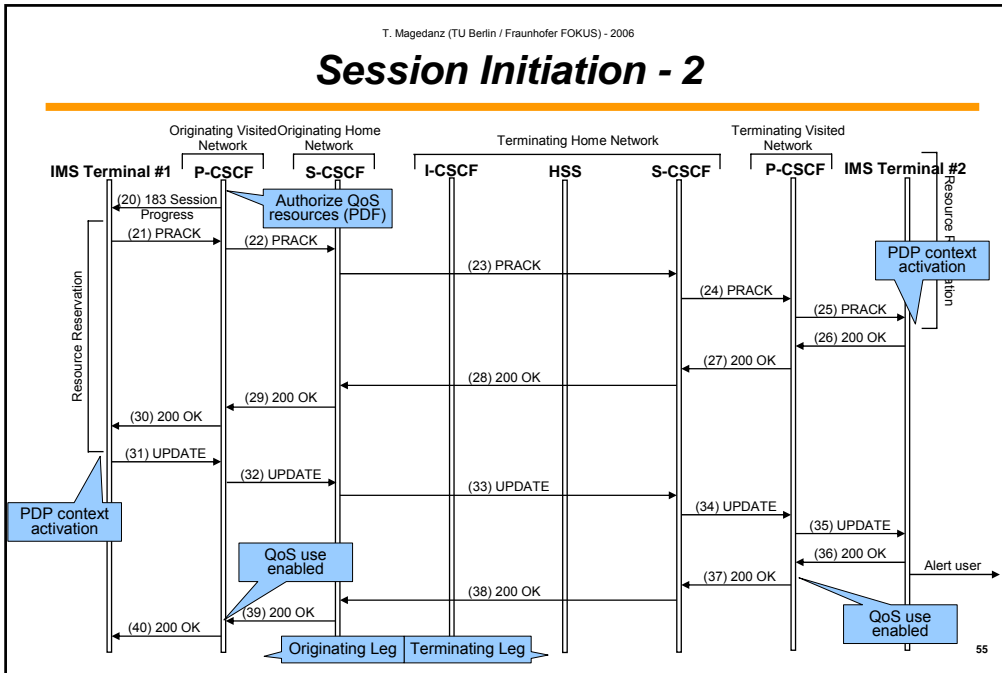 T. Magedanz (TU Berlin / Fraunhofer FOKUS) - 2006
Session Initiation - 2
Originating Visited
Network
Originating Home
Network
Terminating Home Network
Terminating Visited
Network
IMS Terminal #1
P-CSCF
S-CSCF
I-CSCF
HSS
S-CSCF
P-CSCF
IMS Terminal #2
(20) 183 Session
Progress
Authorize QoS
resources (PDF)
(21) PRACK
(22) PRACK
(23) PRACK
(24) PRACK
(25) PRACK
PDP context
activation
Resource R
ation
(26) 200 OK
(27) 200 OK
(28) 200 OK
(29) 200 OK
(30) 200 OK
Resource Reservation
(31) UPDATE
(32) UPDATE
(33) UPDATE
(34) UPDATE
(35) UPDATE
PDP context
activation
(36) 200 OK
Alert user
QoS use
enabled
(37) 200 OK
(38) 200 OK
(39) 200 OK
(40) 200 OK
QoS use
enabled
Originating Leg
Terminating Leg
55